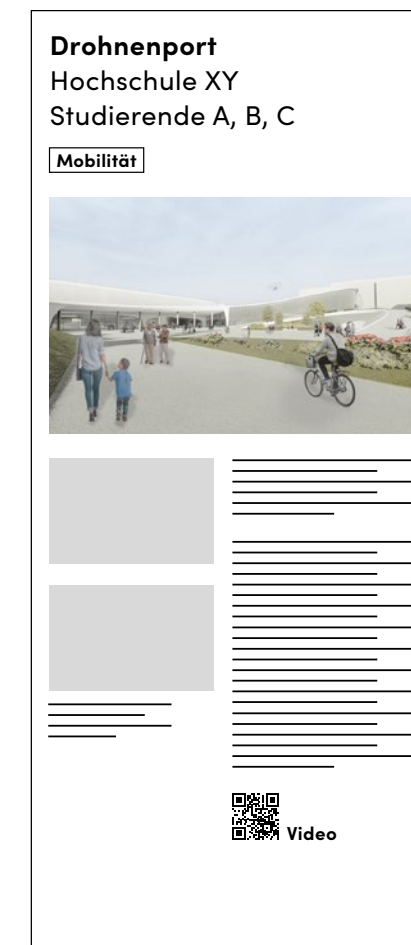 Drohnenport
Hochschule XY
Studierende A, B, C
Mobilität
Video